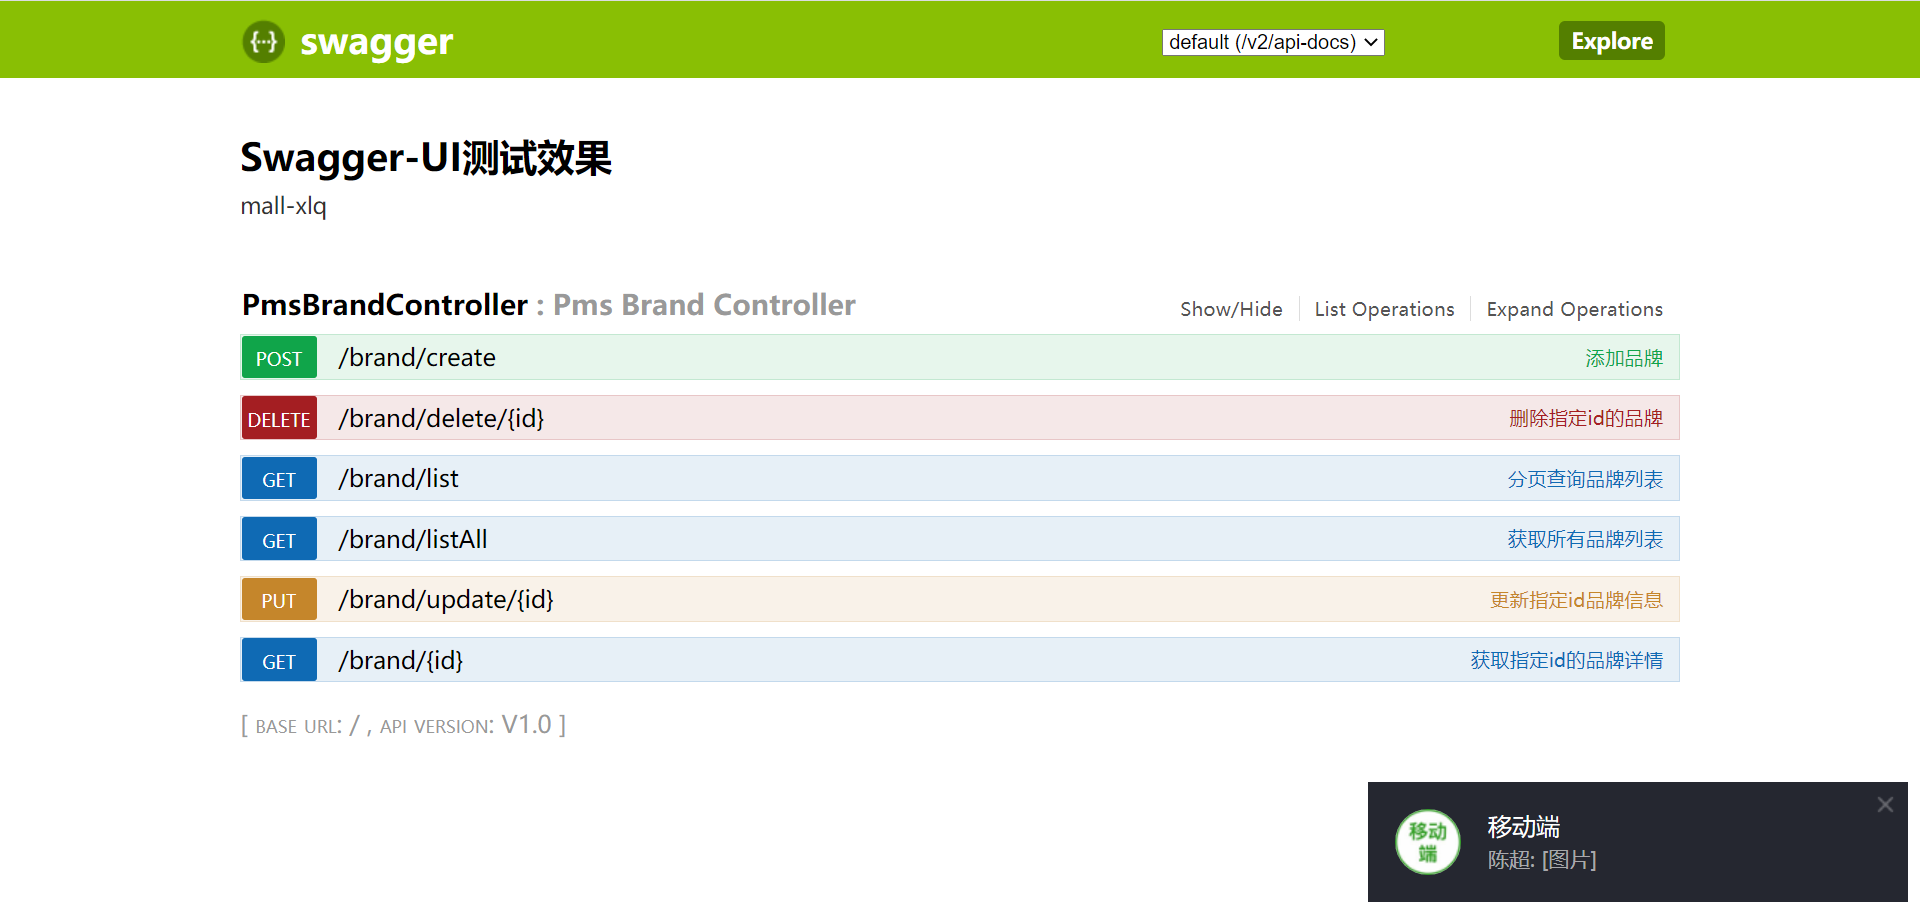 {···} swagger default (/v2/api-docs) Explore
Swagger-UI测试效果
mall-xlq
PmsBrandController : Pms Brand Controller Show/Hide List Operations Expand Operations
POST /brand/create 添加品牌
DELETE /brand/delete/{id} 删除指定id的品牌
GET /brand/list 分页查询品牌列表
GET /brand/listAll 获取所有品牌列表
PUT /brand/update/{id} 更新指定id品牌信息
GET /brand/{id} 获取指定id的品牌详情
[ BASE URL: / , API VERSION: V1.0 ]
移动
端
移动端
陈超: [图片]